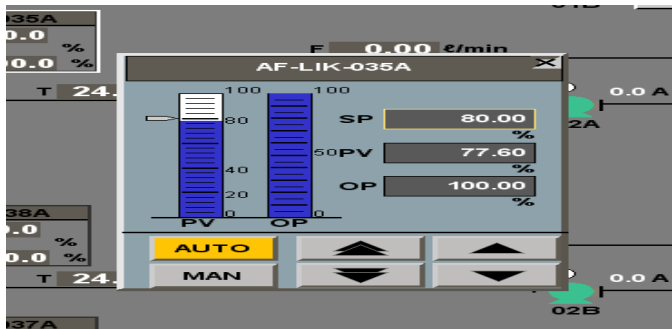 035A
0.0
%
00.0 %
T 24.
F 0.00 ℓ/min
AF-LIK-035A
100
80
40
20
0
PV
100
50
0
OP
SP 80.00
%
PV 77.60
%
OP 100.00
%
AUTO
MAN
0.0 A
2A
38A
.0
%
0.0 %
T 24.
0.0 A
02B
037A